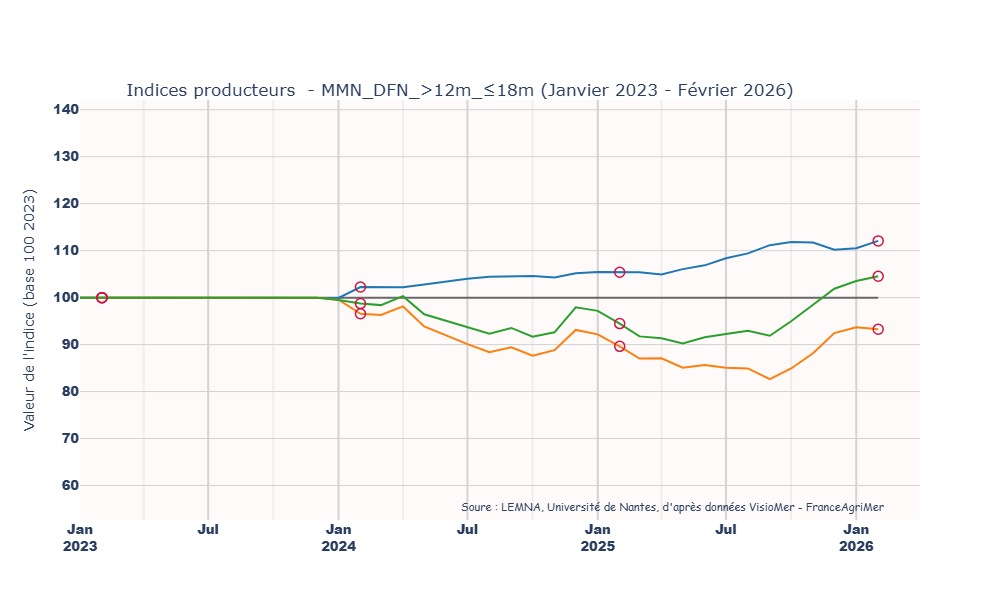 Indices producteurs - MMN_DFN_>12m_≤18m (Janvier 2023 - Février 2026)
Valeur de l'indice (base 100 2023)
140
130
120
110
100
90
80
70
60
Soure : LEMNA, Université de Nantes, d'après données VisioMer - FranceAgriMer
Jan Jul Jan Jul Jan Jul Jan
2023 2024 2025 2026